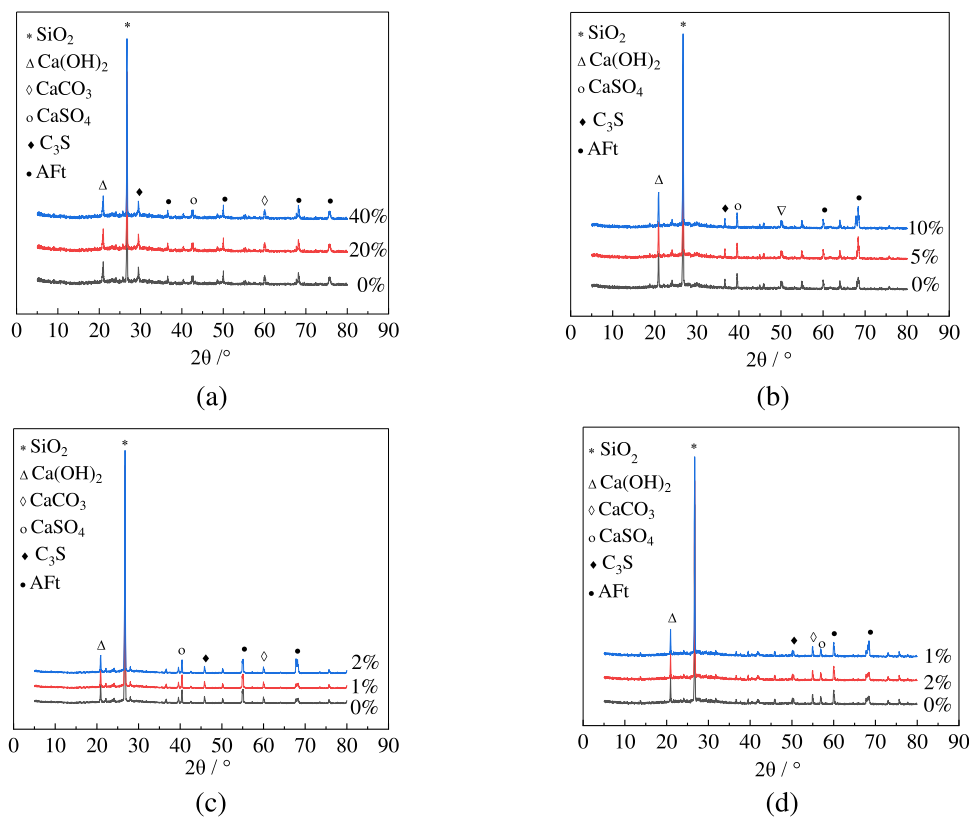 * SiO₂
Δ Ca(OH)₂
◊ CaCO₃
o CaSO₄
♦ C₃S
• AFt
* Δ ♦ • o • ◊ • •
40%
20%
0%
0 10 20 30 40 50 60 70 80 90
2θ /°
(a)
* SiO₂
Δ Ca(OH)₂
o CaSO₄
♦ C₃S
• AFt
* Δ ♦ o ∇ • •
10%
5%
0%
0 10 20 30 40 50 60 70 80 90
2θ /°
(b)
* SiO₂
Δ Ca(OH)₂
◊ CaCO₃
o CaSO₄
♦ C₃S
• AFt
* Δ o ♦ • ◊ •
2%
1%
0%
0 10 20 30 40 50 60 70 80 90
2θ / °
(c)
* SiO₂
Δ Ca(OH)₂
◊ CaCO₃
o CaSO₄
♦ C₃S
• AFt
* Δ ♦ ◊ o • •
1%
2%
0%
0 10 20 30 40 50 60 70 80 90
2θ / °
(d)